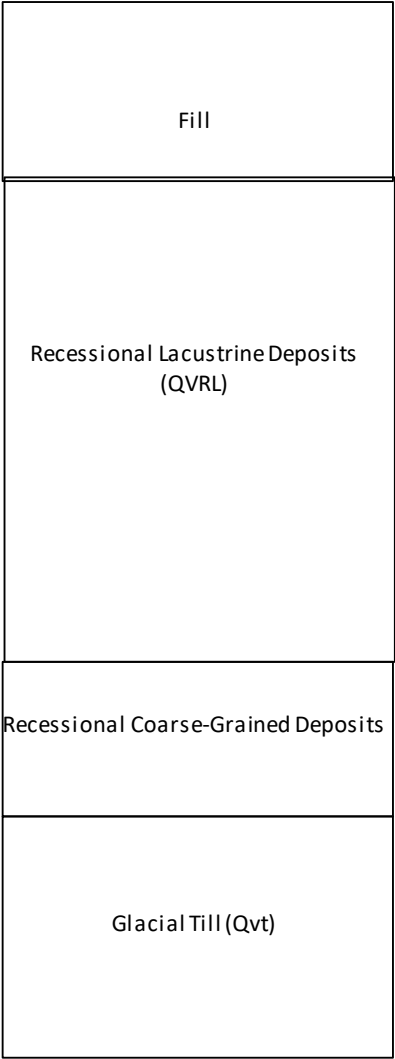 Fill
Recessional Lacustrine Deposits
(QVRL)
Recessional Coarse-Grained Deposits
Glacial Till (Qvt)